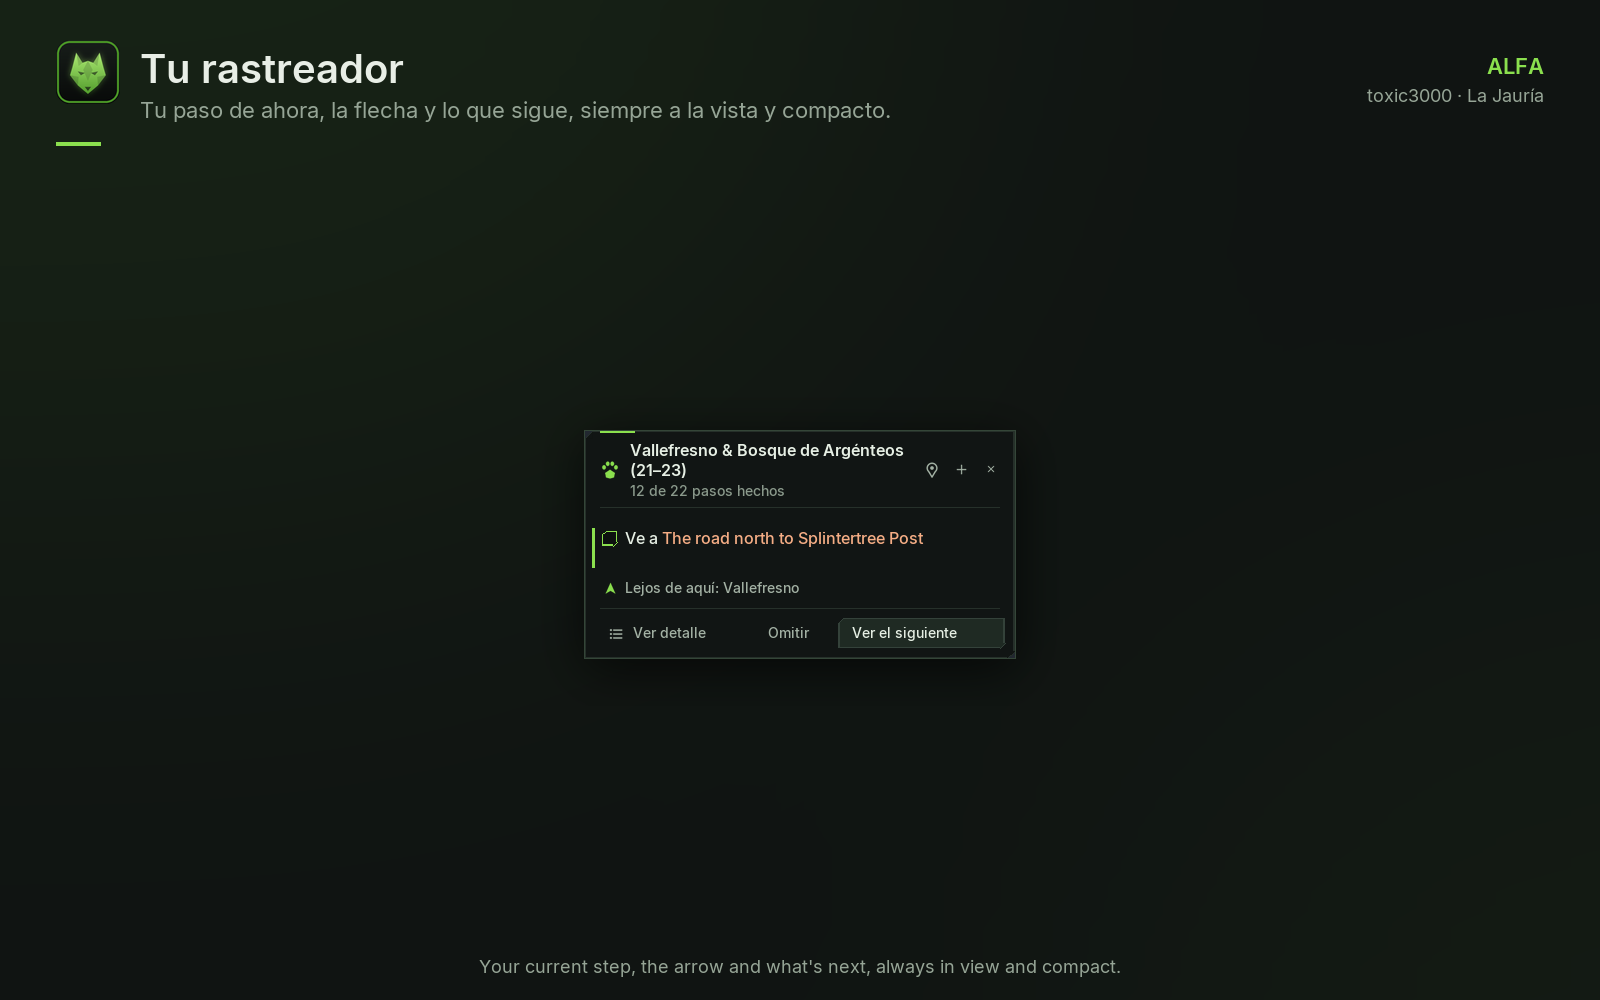 Tu rastreador
Tu paso de ahora, la flecha y lo que sigue, siempre a la vista y compacto.
ALFA
toxic3000 · La Jauría
Vallefresno & Bosque de Argénteos
(21–23)
12 de 22 pasos hechos
Ve a The road north to Splintertree Post
Lejos de aquí: Vallefresno
Ver detalle
Omitir
Ver el siguiente
Your current step, the arrow and what's next, always in view and compact.